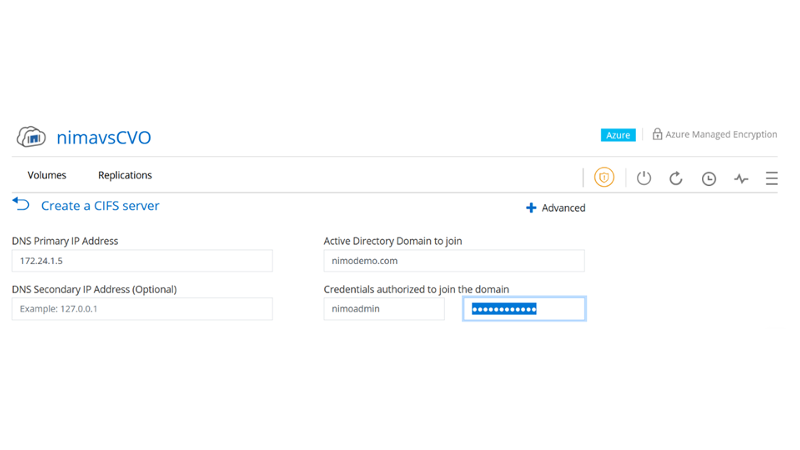 nimavsCVO
Azure
Azure Managed Encryption
Volumes
Replications
Create a CIFS server
Advanced
DNS Primary IP Address
Active Directory Domain to join
172.24.1.5
nimodemo.com
DNS Secondary IP Address (Optional)
Credentials authorized to join the domain
Example: 127.0.0.1
nimoadmin
••••••••••••